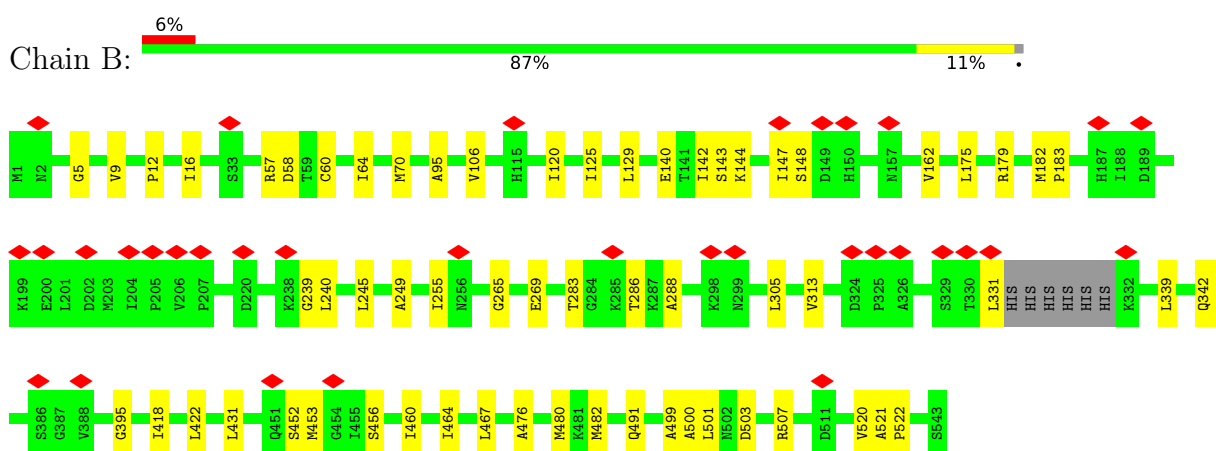 6%
Chain B:
87% 11% •
M1 N2 G5 V9 P12 I16 S33 R57 D58 T59 C60 I64 M70 A95 V106 H115 I120 I125 L129 E140 T141 I142 S143 K144 I147 S148 D149 H150 N157 V162 L175 R179 M182 P183 H187 I188 D189
K199 E200 L201 D202 M203 I204 P205 V206 P207 D220 K238 G239 L240 L245 A249 I255 N256 G265 E269 T283 G284 K285 T286 K287 A288 K298 N299 L305 V313 D324 P325 A326 S329 T330 L331 HIS HIS HIS HIS HIS HIS K332 L339 Q342
S386 G387 V388 G395 I418 L422 L431 Q451 S452 M453 G454 I455 S456 I460 I464 L467 A476 M480 K481 M482 Q491 A499 A500 L501 N502 D503 R507 D511 V520 A521 P522 S543